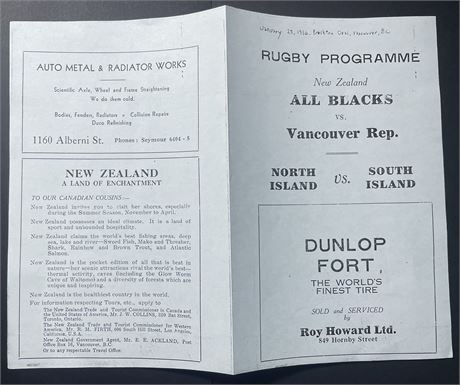 AUTO METAL & RADIATOR WORKS
Scientific Axle, Wheel and Frame Straightening
We do them cold.
Bodies, Fenders, Radiators - Collision Repairs
Duco Refinishing
1160 Alberni St. Phones: Seymour 6404-5
NEW ZEALAND
A LAND OF ENCHANTMENT
TO OUR CANADIAN COUSINS:—
New Zealand invites you to visit her shores, especially
during the Summer Season, November to April.
New Zealand possesses an ideal climate. It is a land of
sport and unbounded hospitality.
New Zealand claims the world's best fishing areas, deep
sea, lake and river—Sword Fish, Mako and Thresher,
Shark, Rainbow and Brown Trout, and Atlantic
Salmon.
New Zealand is the pocket edition of all that is best in
nature—her scenic attractions rival the world's best—
thermal activity, caves (including the Glow Worm
Cave of Waitomo) and a diversity of forests which are
unique and inspiring.
New Zealand is the healthiest country in the world.
For information respecting Tours, etc., apply to
The New Zealand Trade and Tourist Commissioner in Canada and
the United States of America, Mr. J. W. COLLINS, 320 Bay Street,
Toronto, Ontario.
The New Zealand Trade and Tourist Commissioner for Western
America, Mr. R. M. FIRTH, 606 South Hill Street, Los Angeles,
California, U.S.A.
New Zealand Government Agent, Mr. E. E. ACKLAND, Post
Office Box 16, Vancouver, B.C.
Or to any respectable Travel Office.
1936, Brockton Oval, Vancouver, BC
RUGBY PROGRAMME
New Zealand
ALL BLACKS
vs.
Vancouver Rep.
NORTH ISLAND vs. SOUTH ISLAND
DUNLOP
FORT
THE WORLD'S
FINEST TIRE
SOLD and SERVICED
by
Roy Howard Ltd.
849 Hornby Street